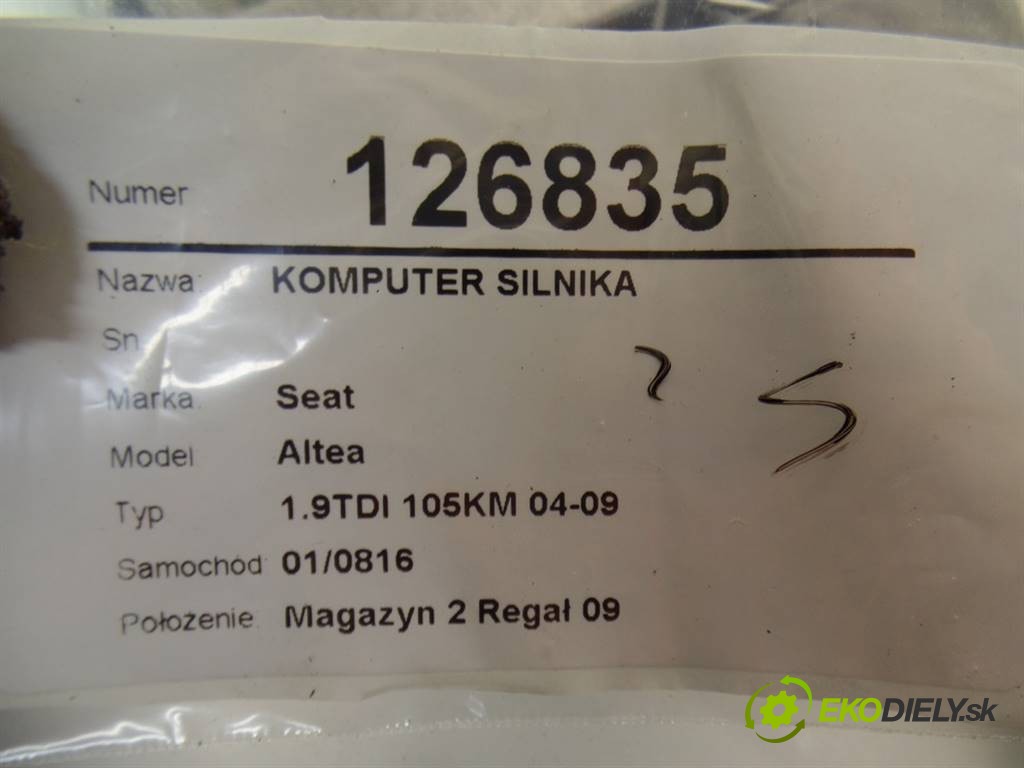 Numer 126835
Nazwa: KOMPUTER SILNIKA
Sn
Marka Seat
Model Altea
Typ 1.9TDI 105KM 04-09
Samochód 01/0816
Położenie Magazyn 2 Regał 09
EKODIELY.sk